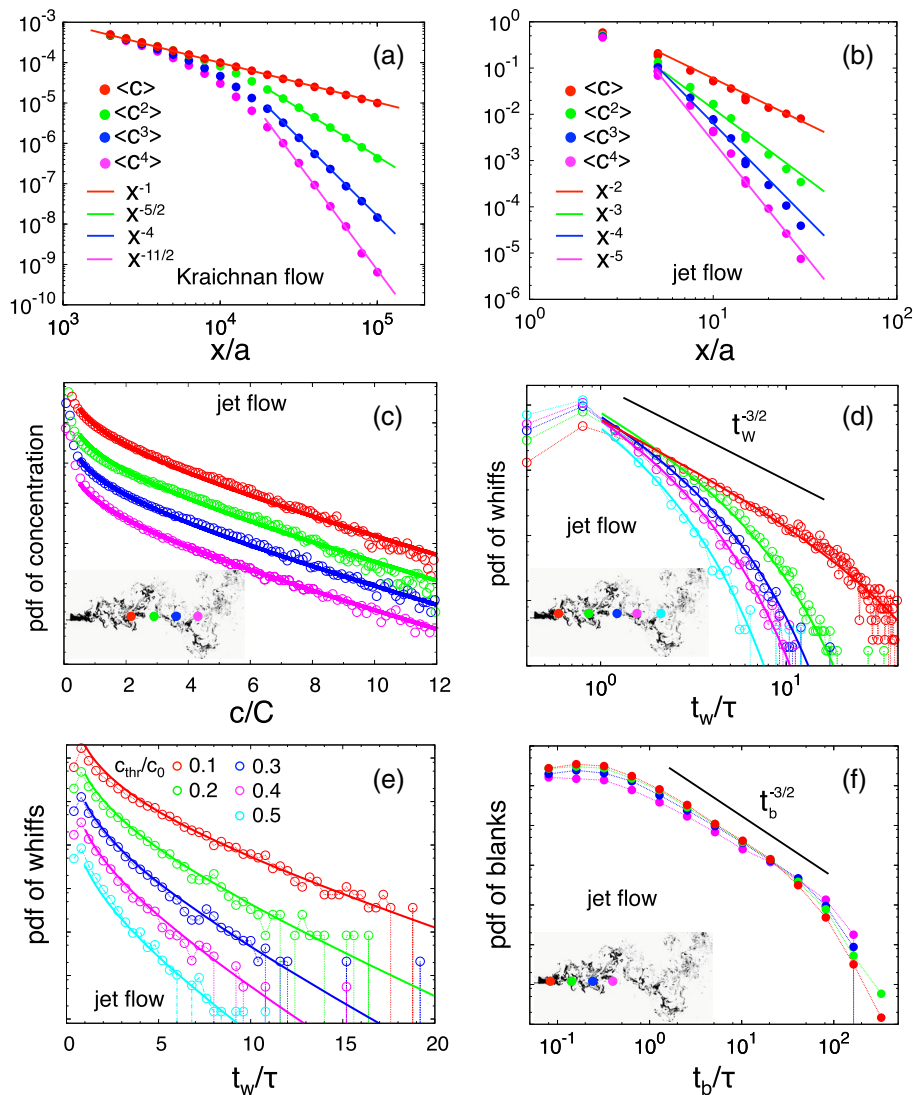 (a)
10^-3
10^-4
10^-5
10^-6
10^-7
10^-8
10^-9
10^-10
<c>
<c^2>
<c^3>
<c^4>
x^-1
x^-5/2
x^-4
x^-11/2
Kraichnan flow
10^3 10^4 10^5
x/a
(b)
10^0
10^-1
10^-2
10^-3
10^-4
10^-5
10^-6
<c>
<c^2>
<c^3>
<c^4>
x^-2
x^-3
x^-4
x^-5
jet flow
10^0 10^1 10^2
x/a
jet flow
(c)
pdf of concentration
0 2 4 6 8 10 12
c/C
(d)
t_w^-3/2
jet flow
pdf of whiffs
10^0 10^1
t_w/τ
(e)
c_thr/c_0
0.1
0.2
0.3
0.4
0.5
pdf of whiffs
jet flow
0 5 10 15 20
t_w/τ
(f)
t_b^-3/2
jet flow
pdf of blanks
10^-1 10^0 10^1 10^2
t_b/τ